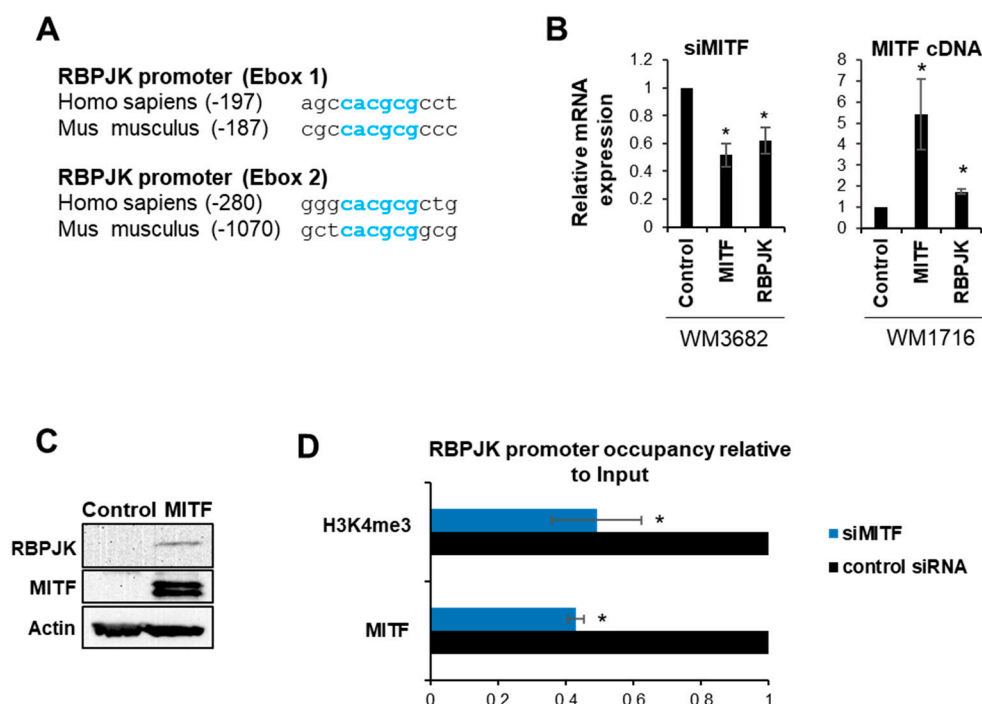 A
RBPJK promoter (Ebox 1)
Homo sapiens (-197) agccacgcgcct
Mus musculus (-187) cgccacgcgccc
RBPJK promoter (Ebox 2)
Homo sapiens (-280) gggcacgcgctg
Mus musculus (-1070) gctcacgcggcg
B
siMITF
Relative mRNA
expression
1.2
1
0.8
0.6
0.4
0.2
0
*
*
Control
MITF
RBPJK
WM3682
MITF cDNA
8
7
6
5
4
3
2
1
0
*
*
Control
MITF
RBPJK
WM1716
C
Control MITF
RBPJK
MITF
Actin
D
RBPJK promoter occupancy relative
to Input
H3K4me3
*
MITF
*
0 0.2 0.4 0.6 0.8 1
siMITF
control siRNA